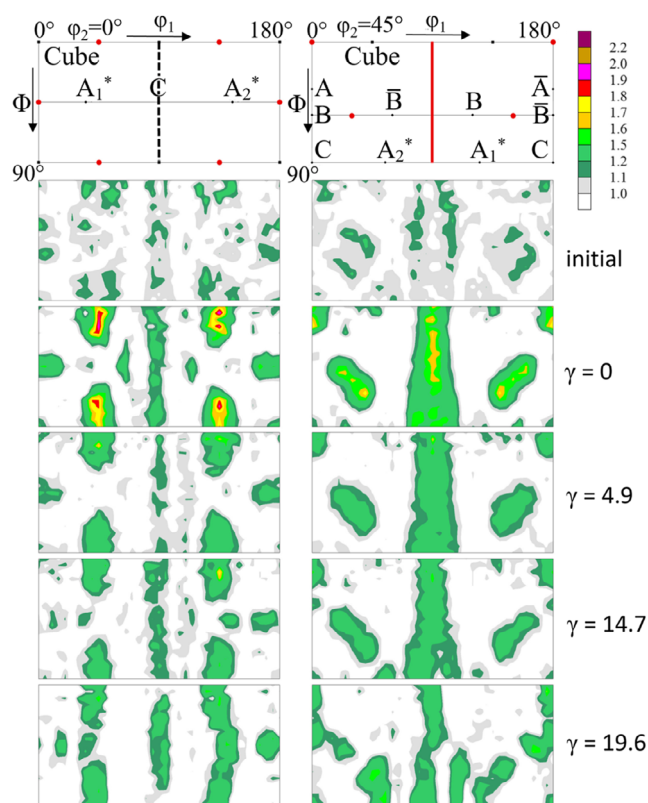 0° φ₂=0° φ₁ 180° 0° φ₂=45° φ₁ 180°
Cube Cube
A₁* C A₂* A B̅ B A̅
Φ Φ B B̅
C A₂* A₁* C
90° 90°
2.2
2.0
1.9
1.8
1.7
1.6
1.5
1.2
1.1
1.0
initial
γ = 0
γ = 4.9
γ = 14.7
γ = 19.6